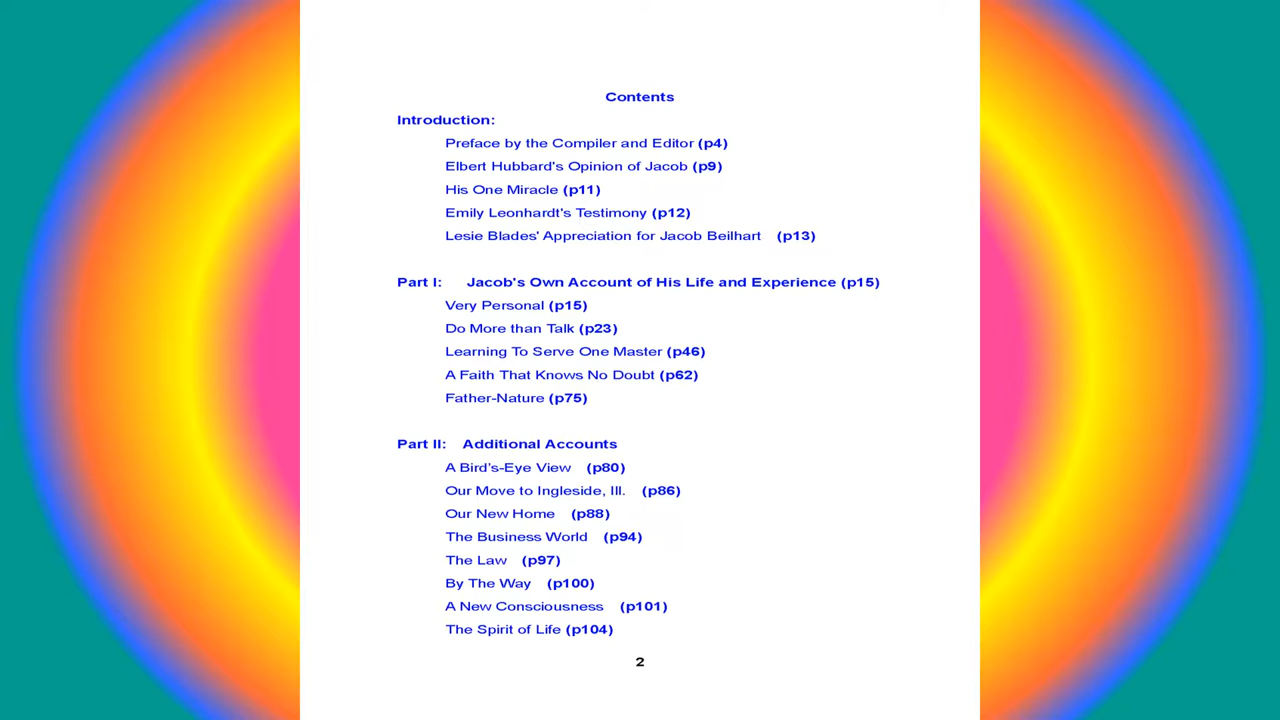 Contents
Introduction:
Preface by the Compiler and Editor (p4)
Elbert Hubbard's Opinion of Jacob (p9)
His One Miracle (p11)
Emily Leonhardt's Testimony (p12)
Lesie Blades' Appreciation for Jacob Beilhart (p13)
Part I: Jacob's Own Account of His Life and Experience (p15)
Very Personal (p15)
Do More than Talk (p23)
Learning To Serve One Master (p46)
A Faith That Knows No Doubt (p62)
Father-Nature (p75)
Part II: Additional Accounts
A Bird's-Eye View (p80)
Our Move to Ingleside, Ill. (p86)
Our New Home (p88)
The Business World (p94)
The Law (p97)
By The Way (p100)
A New Consciousness (p101)
The Spirit of Life (p104)
2